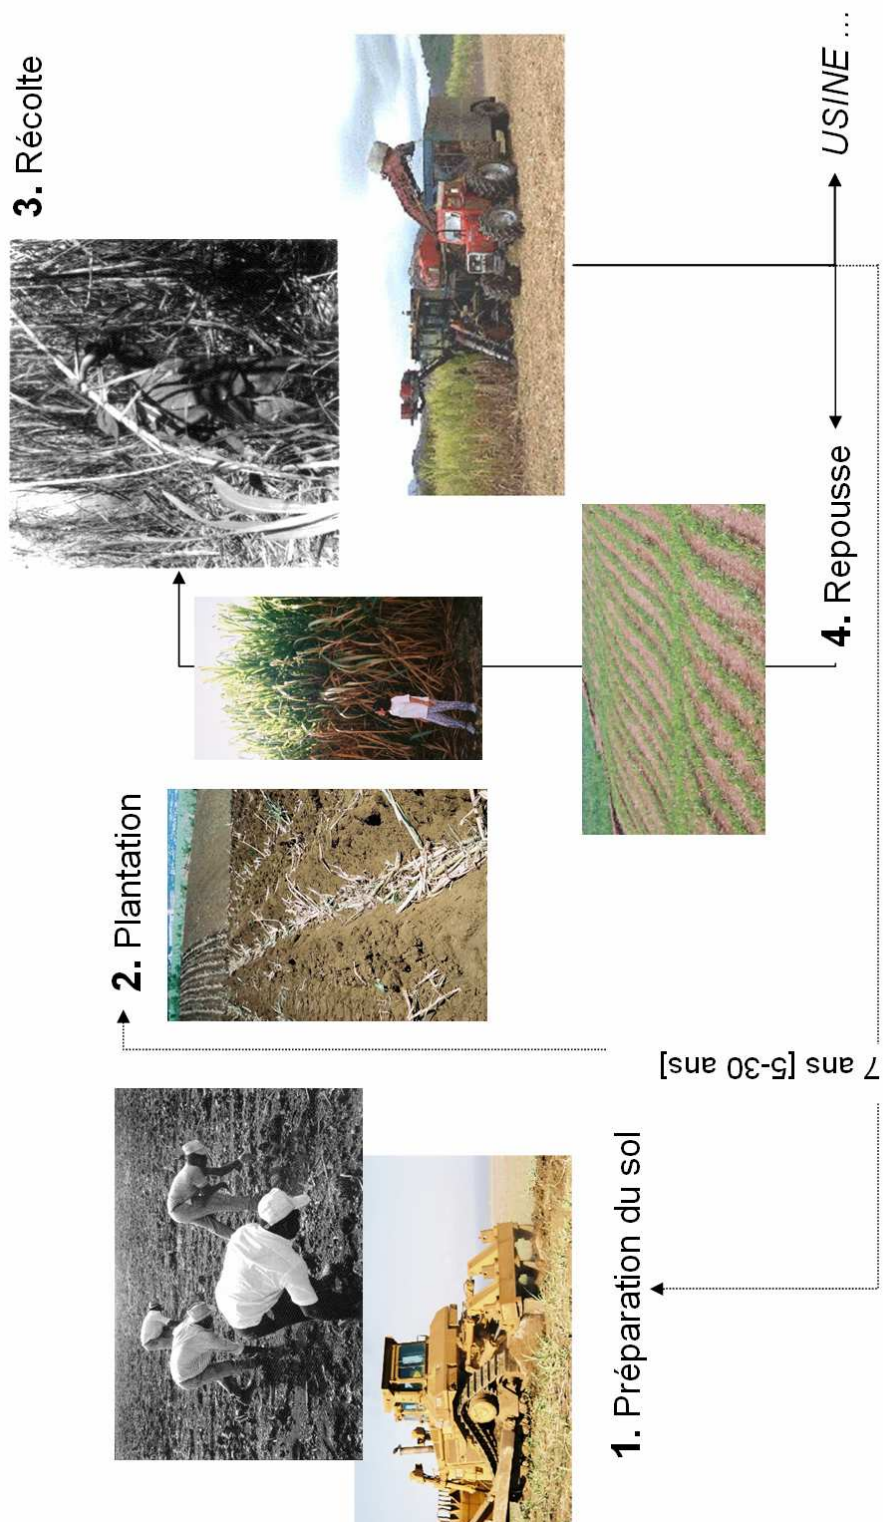 1. Préparation du sol
2. Plantation
3. Récolte
4. Repousse
USINE ...
7 ans [5-30 ans]